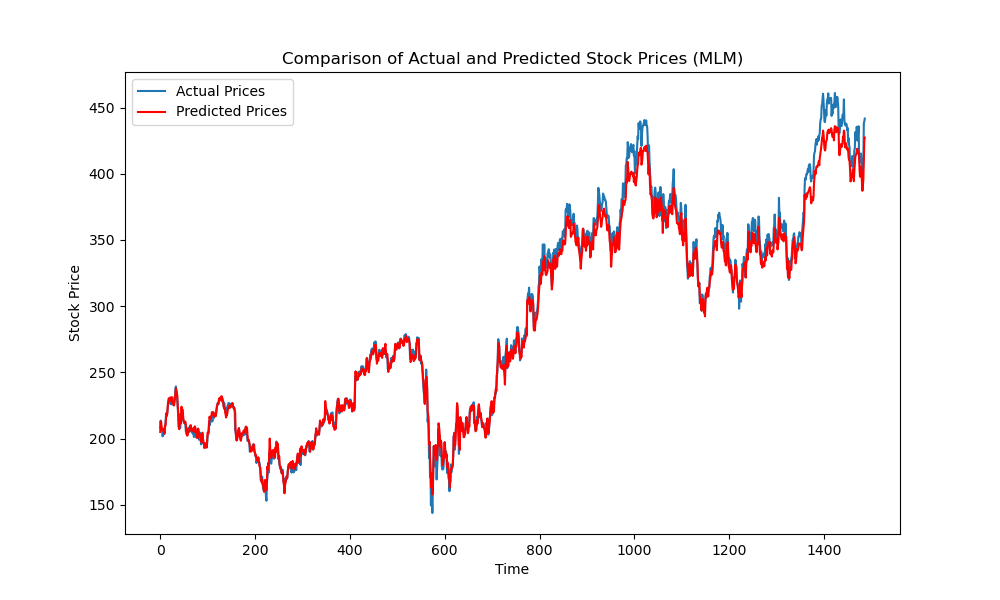 Comparison of Actual and Predicted Stock Prices (MLM)
Actual Prices
Predicted Prices
450
400
350
300
250
200
150
Stock Price
0 200 400 600 800 1000 1200 1400
Time